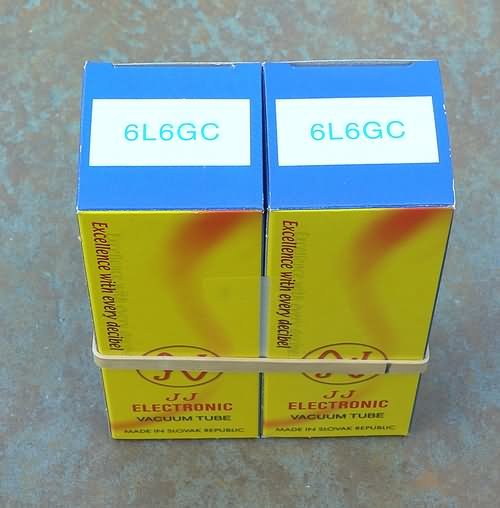 6L6GC
6L6GC
Excellence with every decibel
JJ
ELECTRONIC
VACUUM TUBE
MADE IN SLOVAK REPUBLIC
Excellence with every decibel
JJ
ELECTRONIC
VACUUM TUBE
MADE IN SLOVAK REPUBLIC